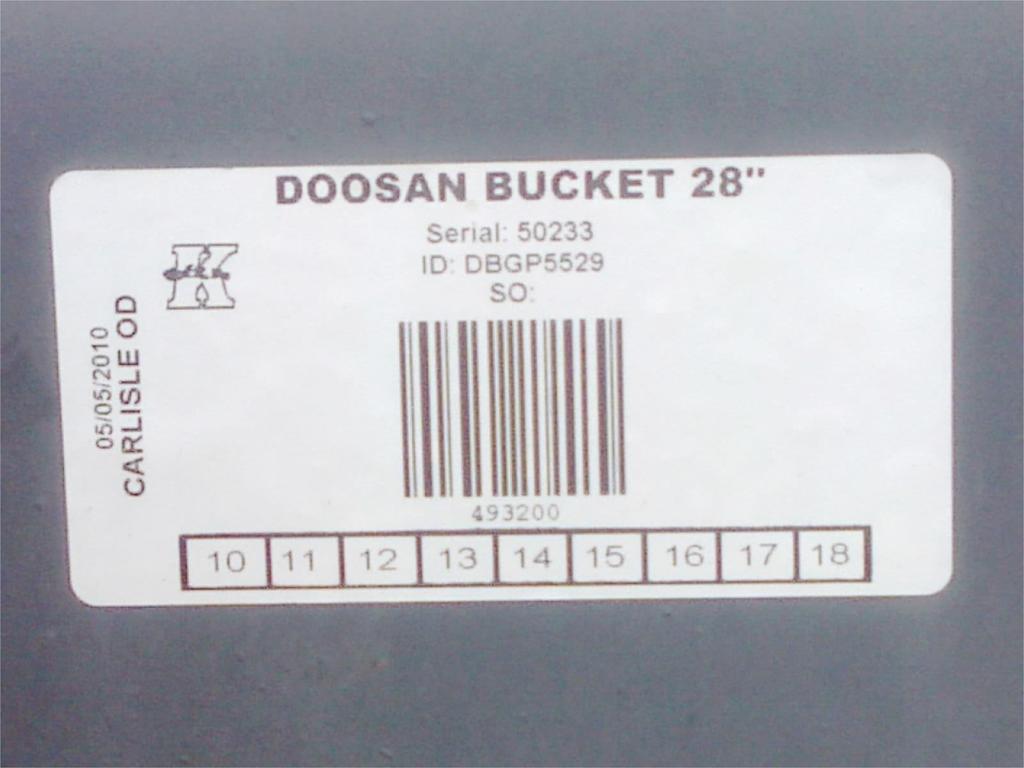 DOOSAN BUCKET 28"
Serial: 50233
ID: DBGP5529
SO:
K
05/05/2010
CARLISLE OD
493200
10 11 12 13 14 15 16 17 18